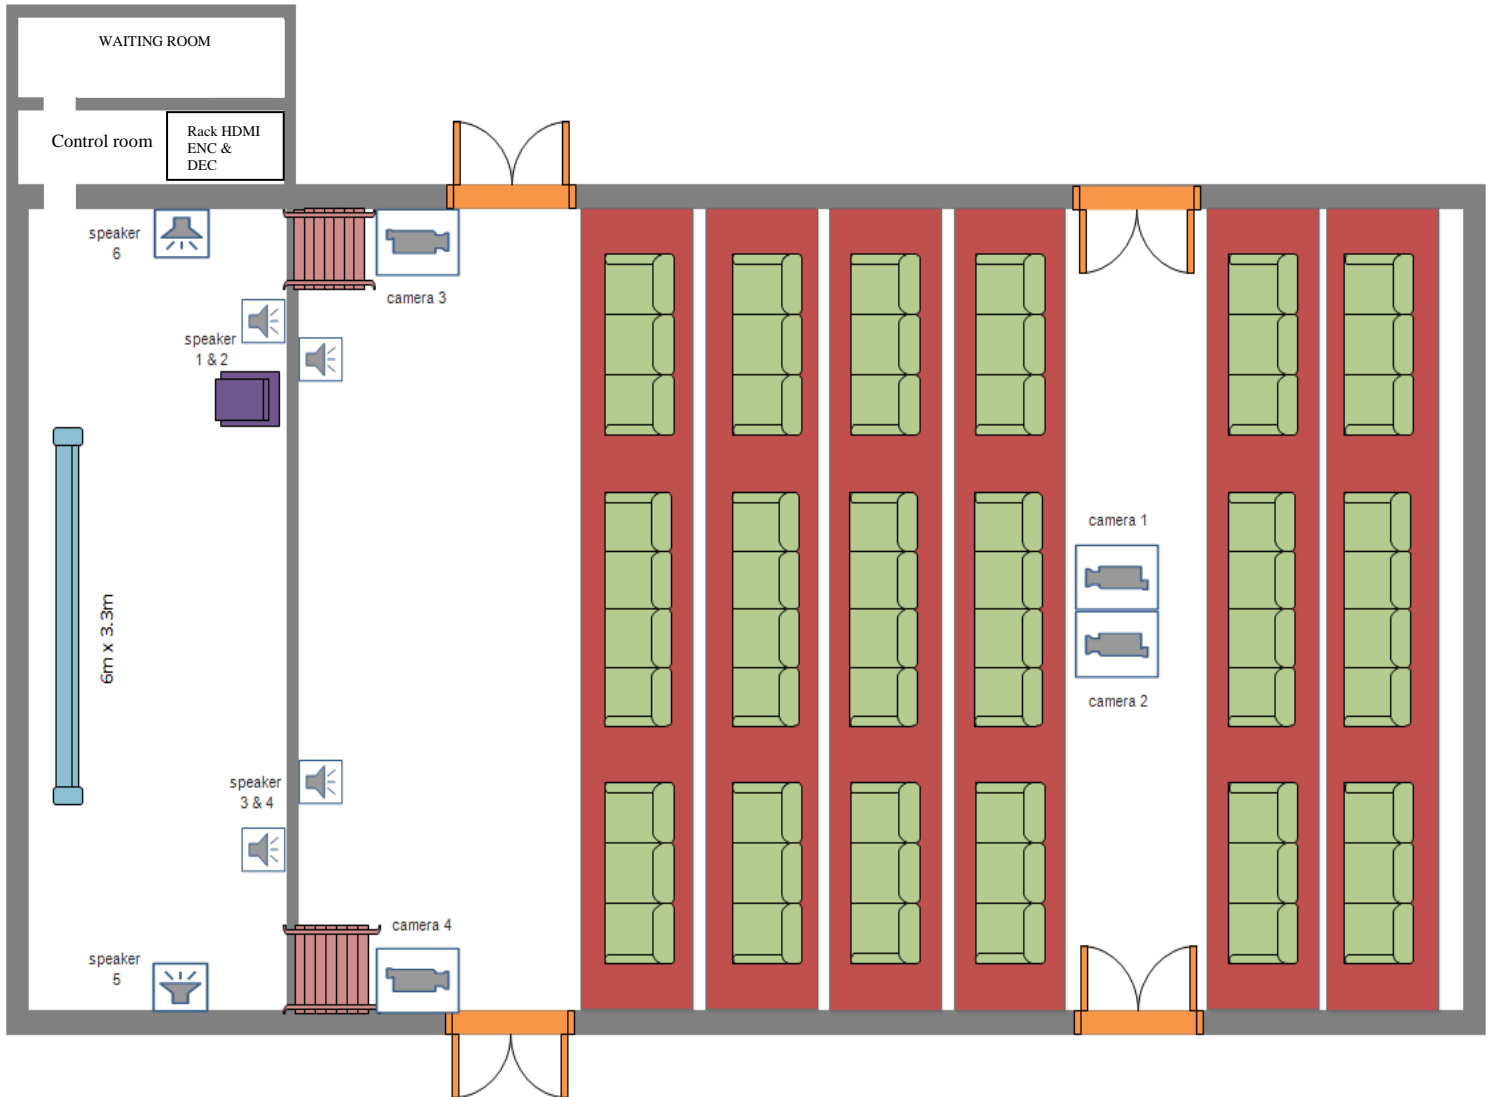 WAITING ROOM
Control room
Rack HDMI
ENC &
DEC
speaker
6
camera 3
speaker
1 & 2
camera 1
6m x 3.3m
camera 2
speaker
3 & 4
camera 4
speaker
5